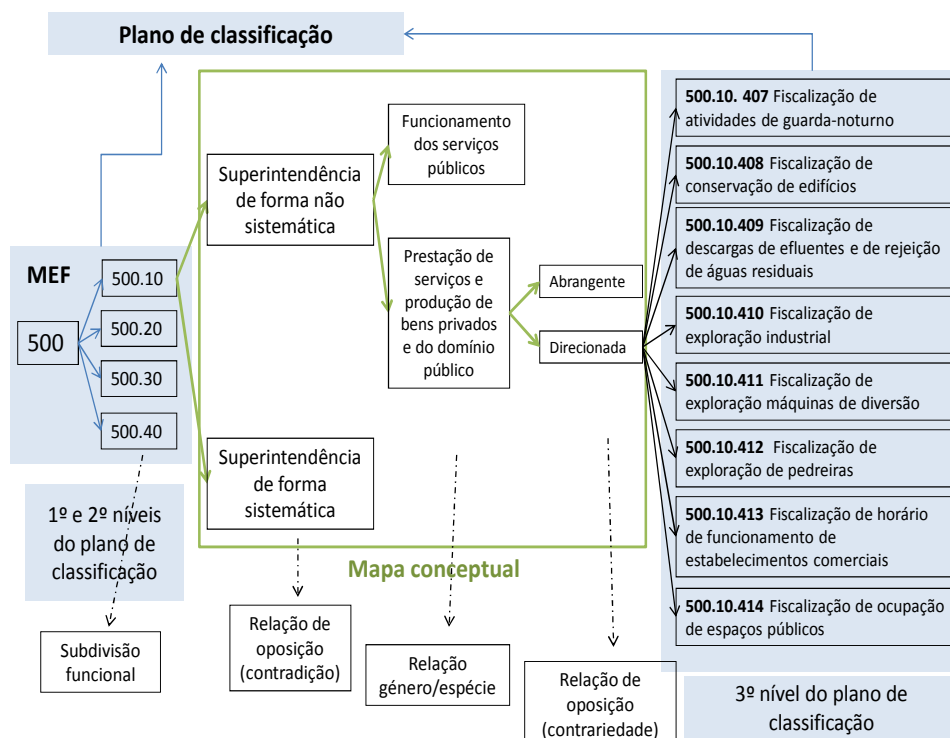 Plano de classificação
MEF
500
500.10
500.20
500.30
500.40
1º e 2º níveis
do plano de
classificação
Subdivisão
funcional
Superintendência
de forma não
sistemática
Superintendência
de forma
sistemática
Funcionamento
dos serviços
públicos
Prestação de
serviços e
produção de
bens privados
e do domínio
público
Abrangente
Direcionada
Mapa conceptual
Relação de
oposição
(contradição)
Relação
género/espécie
Relação de
oposição
(contrariedade)
500.10. 407 Fiscalização de
atividades de guarda-noturno
500.10.408 Fiscalização de
conservação de edifícios
500.10.409 Fiscalização de
descargas de efluentes e de rejeição
de águas residuais
500.10.410 Fiscalização de
exploração industrial
500.10.411 Fiscalização de
exploração máquinas de diversão
500.10.412 Fiscalização de
exploração de pedreiras
500.10.413 Fiscalização de horário
de funcionamento de
estabelecimentos comerciais
500.10.414 Fiscalização de ocupação
de espaços públicos
3º nível do plano de
classificação